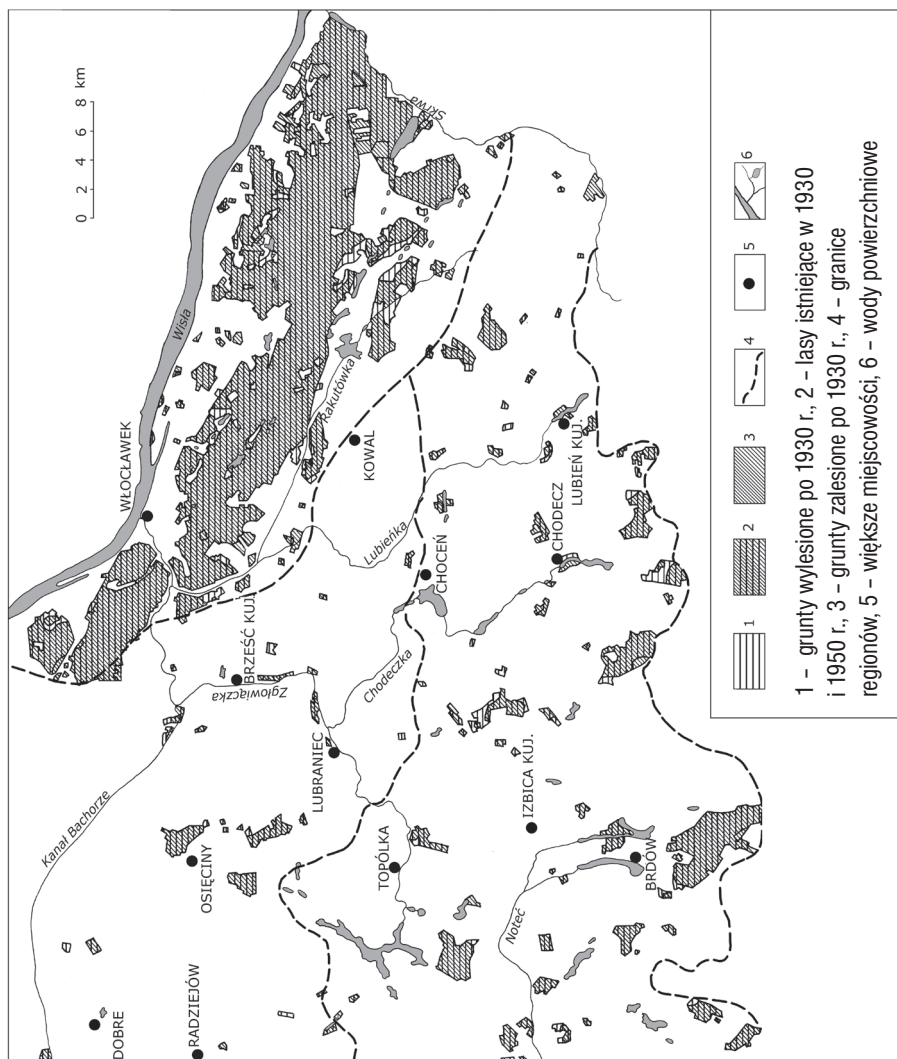 0 2 4 6 8 km
Wisła
Skrwa
WŁOCŁAWEK
Rakutówka
KOWAL
Lubieńka
LUBIEŃ KUJ.
CHODECZ
CHOCEŃ
Chodeczka
BRZEŚĆ KUJ.
Zgłowiączka
LUBRANIEC
Kanał Bachorze
OSIĘCINY
TOPÓLKA
IZBICA KUJ.
BRDÓW
Noteć
DOBRE
RADZIEJÓW
1 2 3 4 5 6
1 – grunty wylesione po 1930 r., 2 – lasy istniejące w 1930
i 1950 r., 3 – grunty zalesione po 1930 r., 4 – granice
regionów, 5 – większe miejscowości, 6 – wody powierzchniowe